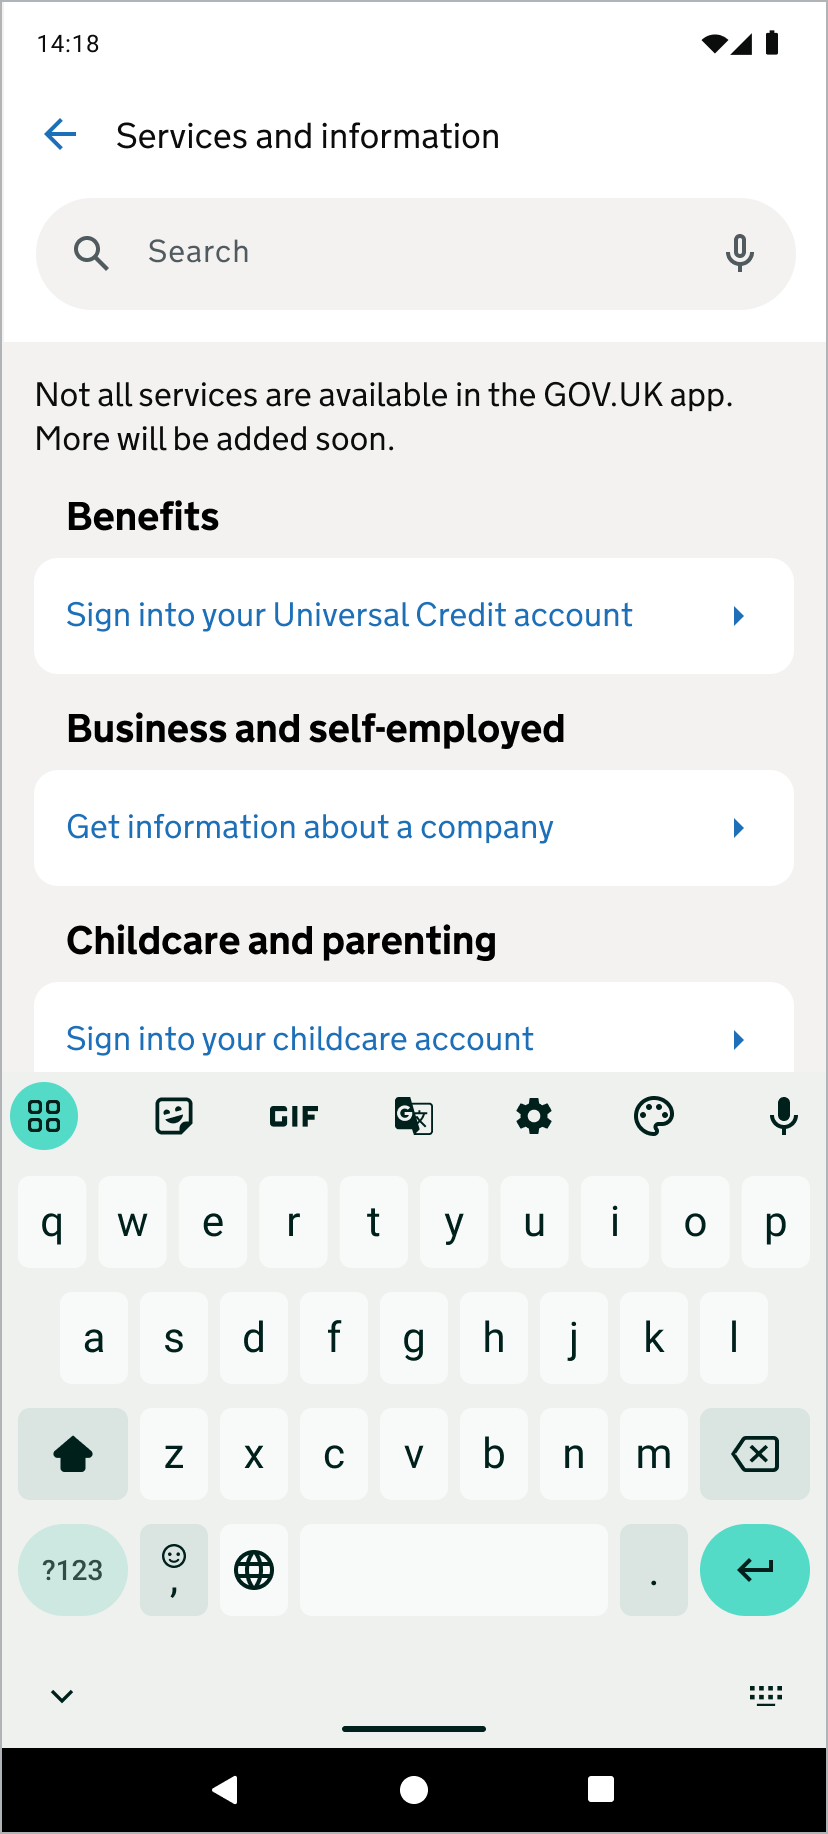 14:18
Services and information
Search
Not all services are available in the GOV.UK app.
More will be added soon.
Benefits
Sign into your Universal Credit account
Business and self-employed
Get information about a company
Childcare and parenting
Sign into your childcare account
GIF
G 文
q w e r t y u i o p
a s d f g h j k l
z x c v b n m
?123 , .